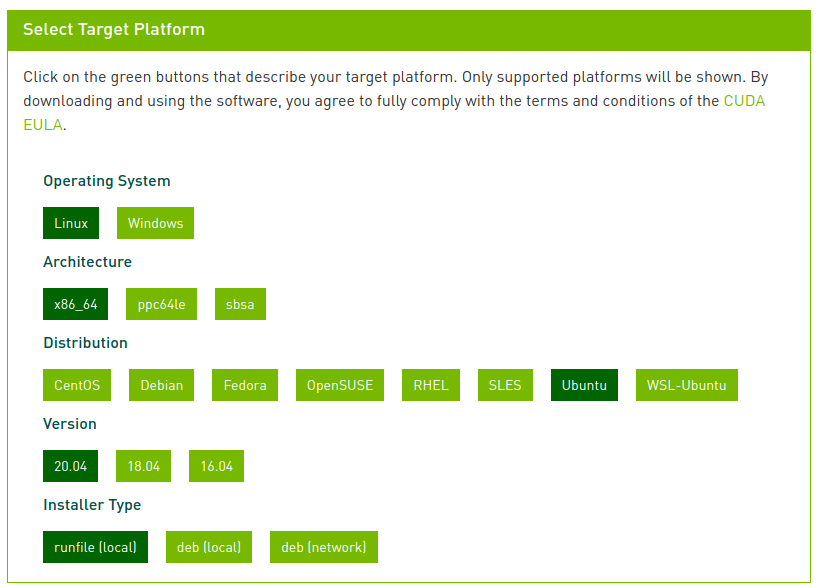 Select Target Platform
Click on the green buttons that describe your target platform. Only supported platforms will be shown. By
downloading and using the software, you agree to fully comply with the terms and conditions of the CUDA
EULA.
Operating System
Linux Windows
Architecture
x86_64 ppc64le sbsa
Distribution
CentOS Debian Fedora OpenSUSE RHEL SLES Ubuntu WSL-Ubuntu
Version
20.04 18.04 16.04
Installer Type
runfile (local) deb (local) deb (network)